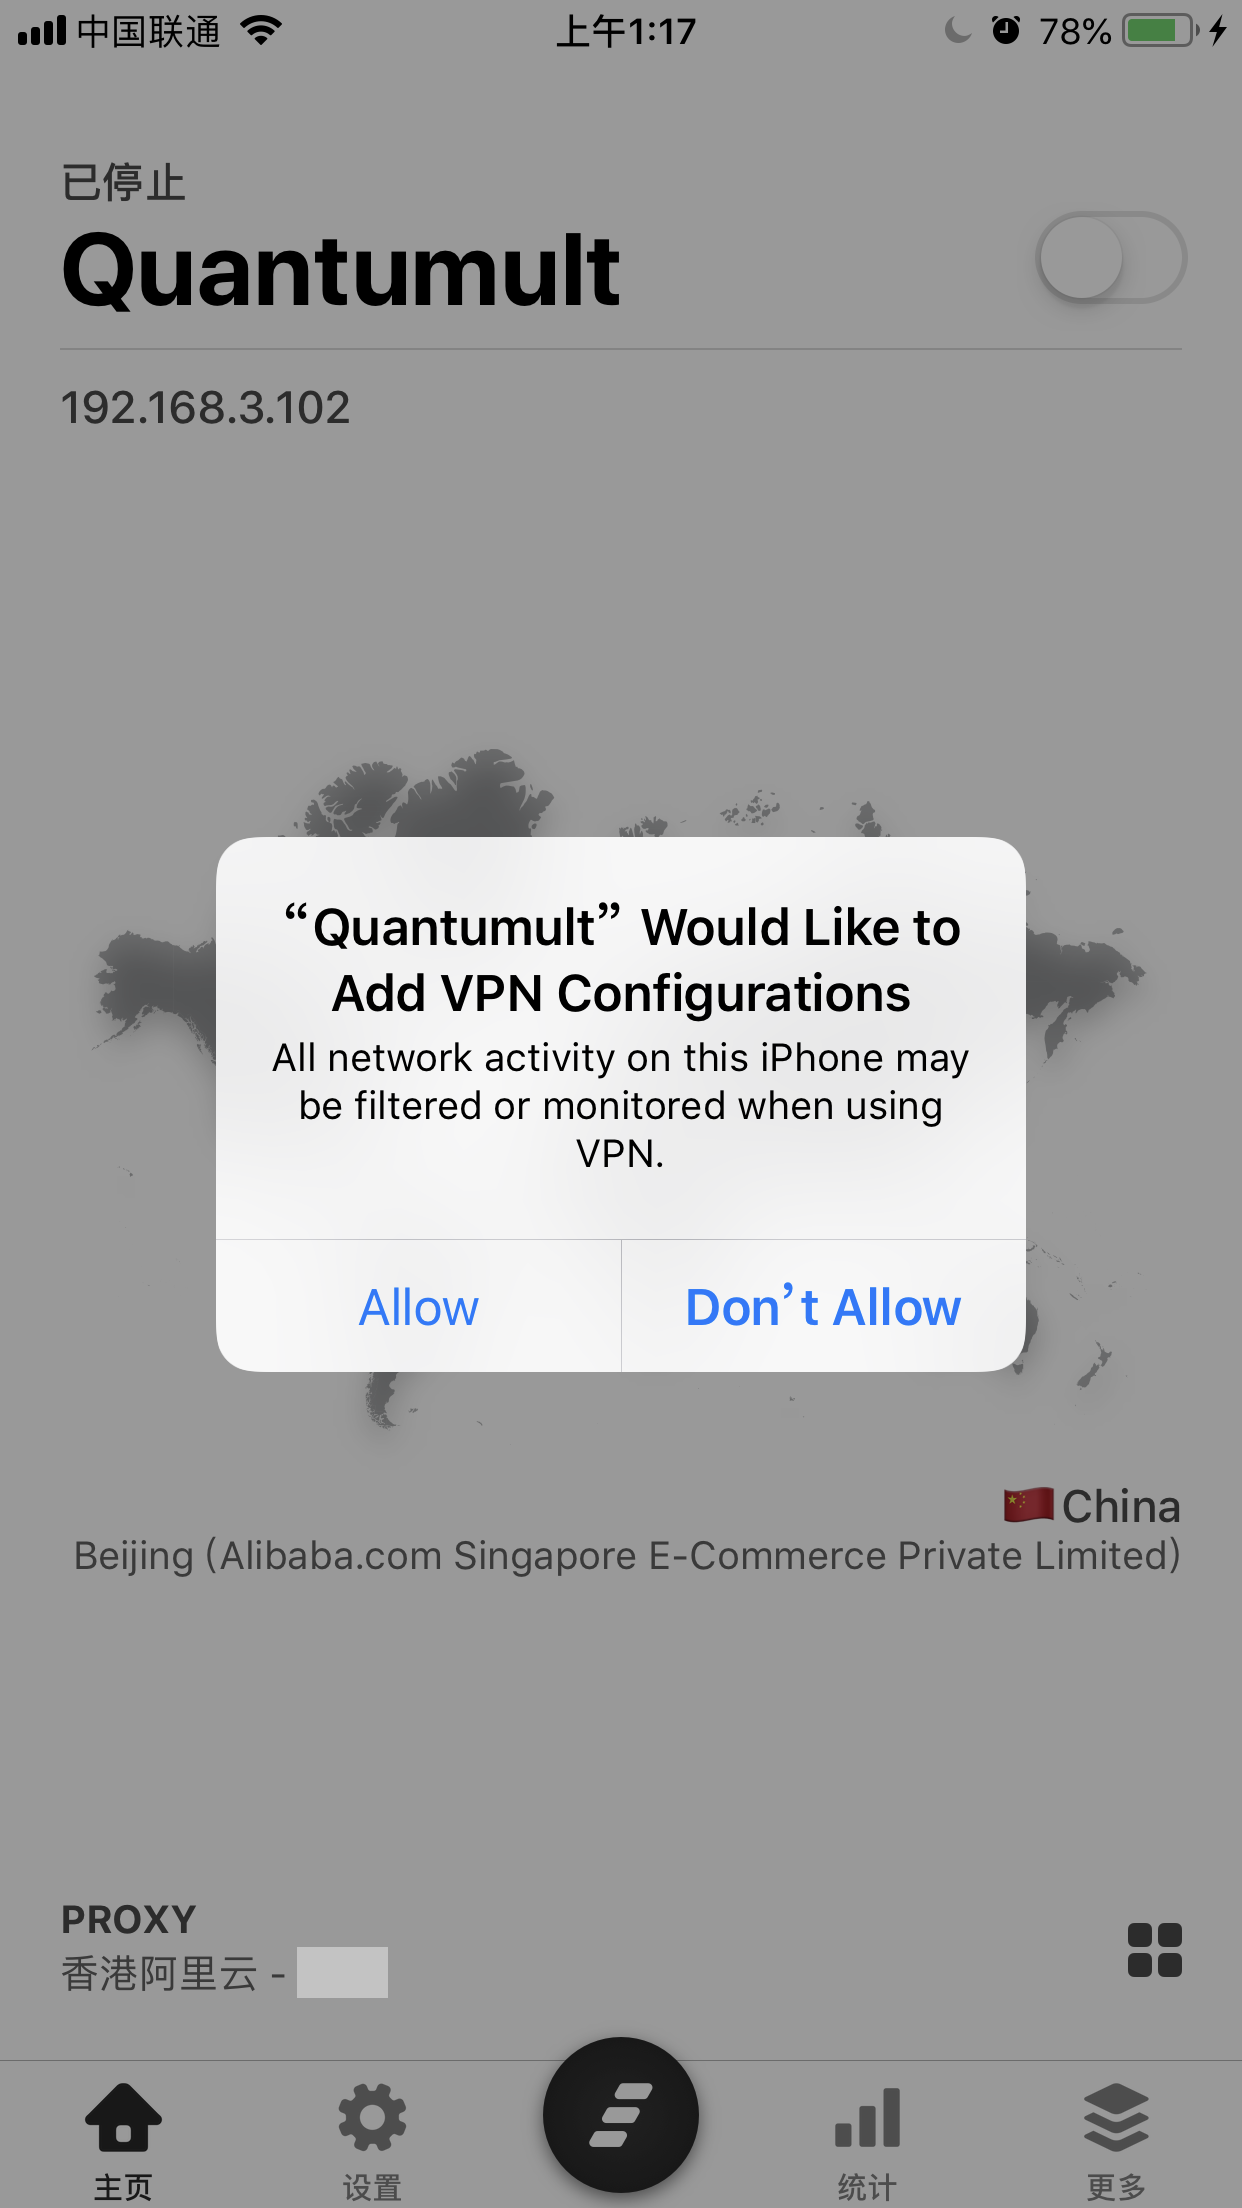 中国联通
上午1:17
78%
已停止
Quantumult
192.168.3.102
“Quantumult” Would Like to
Add VPN Configurations
All network activity on this iPhone may
be filtered or monitored when using
VPN.
Allow
Don’t Allow
🇨🇳China
Beijing (Alibaba.com Singapore E-Commerce Private Limited)
PROXY
香港阿里云 -
主页
设置
统计
更多